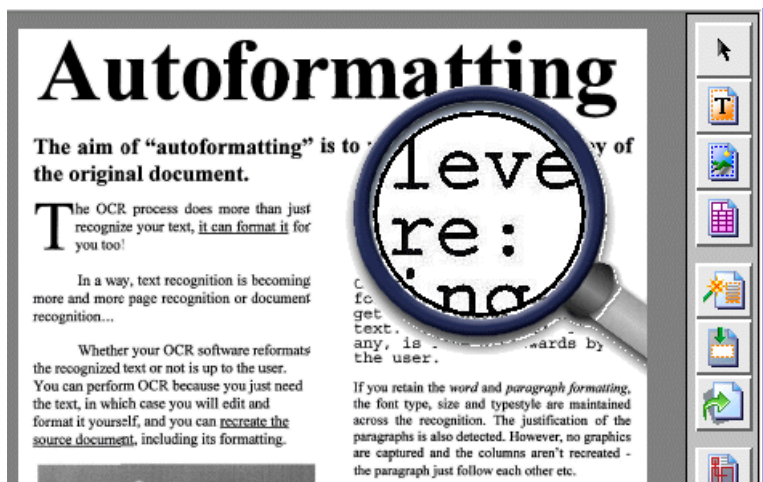 Autoformatting
The aim of “autoformatting” is to
y of
the original document.
The OCR process does more than just
recognize your text, it can format it for
you too!
In a way, text recognition is becoming
more and more page recognition or document
recognition...
Whether your OCR software reformats
the recognized text or not is up to the user.
You can perform OCR because you just need
the text, in which case you will edit and
format it yourself, and you can recreate the
source document, including its formatting.
leve
re:
ing
get
text.
any, is
wards by
the user.
If you retain the word and paragraph formatting,
the font type, size and typestyle are maintained
across the recognition. The justification of the
paragraphs is also detected. However, no graphics
are captured and the columns aren’t recreated -
the paragraph just follow each other etc.
T